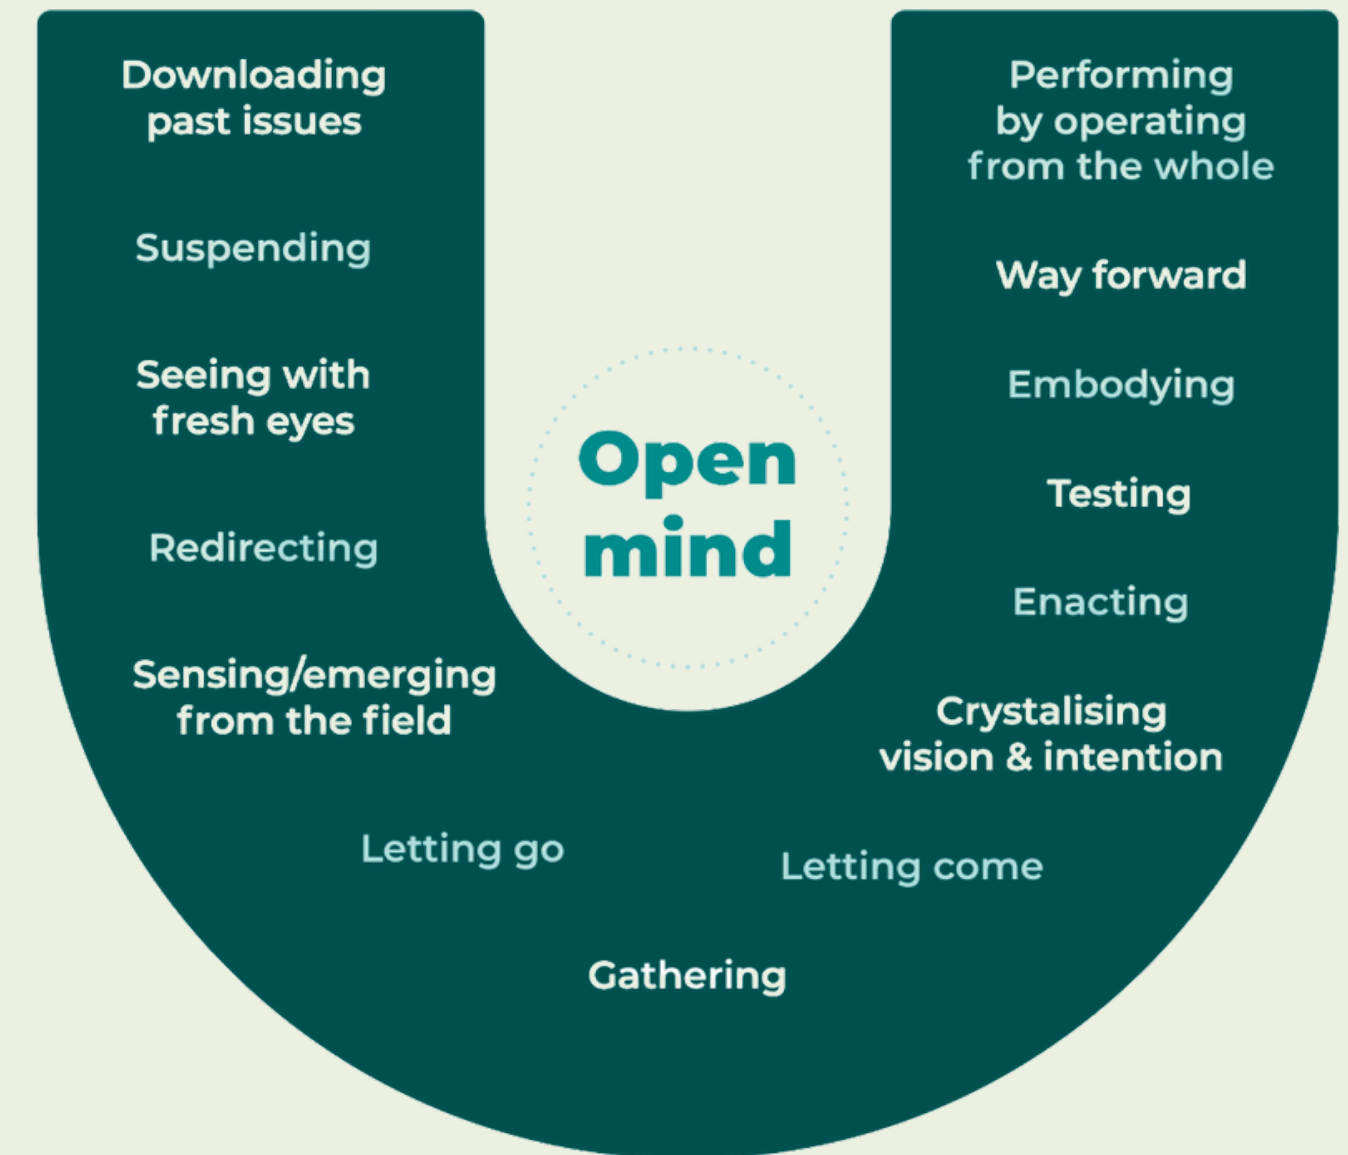 Downloading
past issues
Suspending
Seeing with
fresh eyes
Redirecting
Sensing/emerging
from the field
Letting go
Gathering
Letting come
Crystalising
vision & intention
Enacting
Testing
Embodying
Way forward
Performing
by operating
from the whole
Open
mind